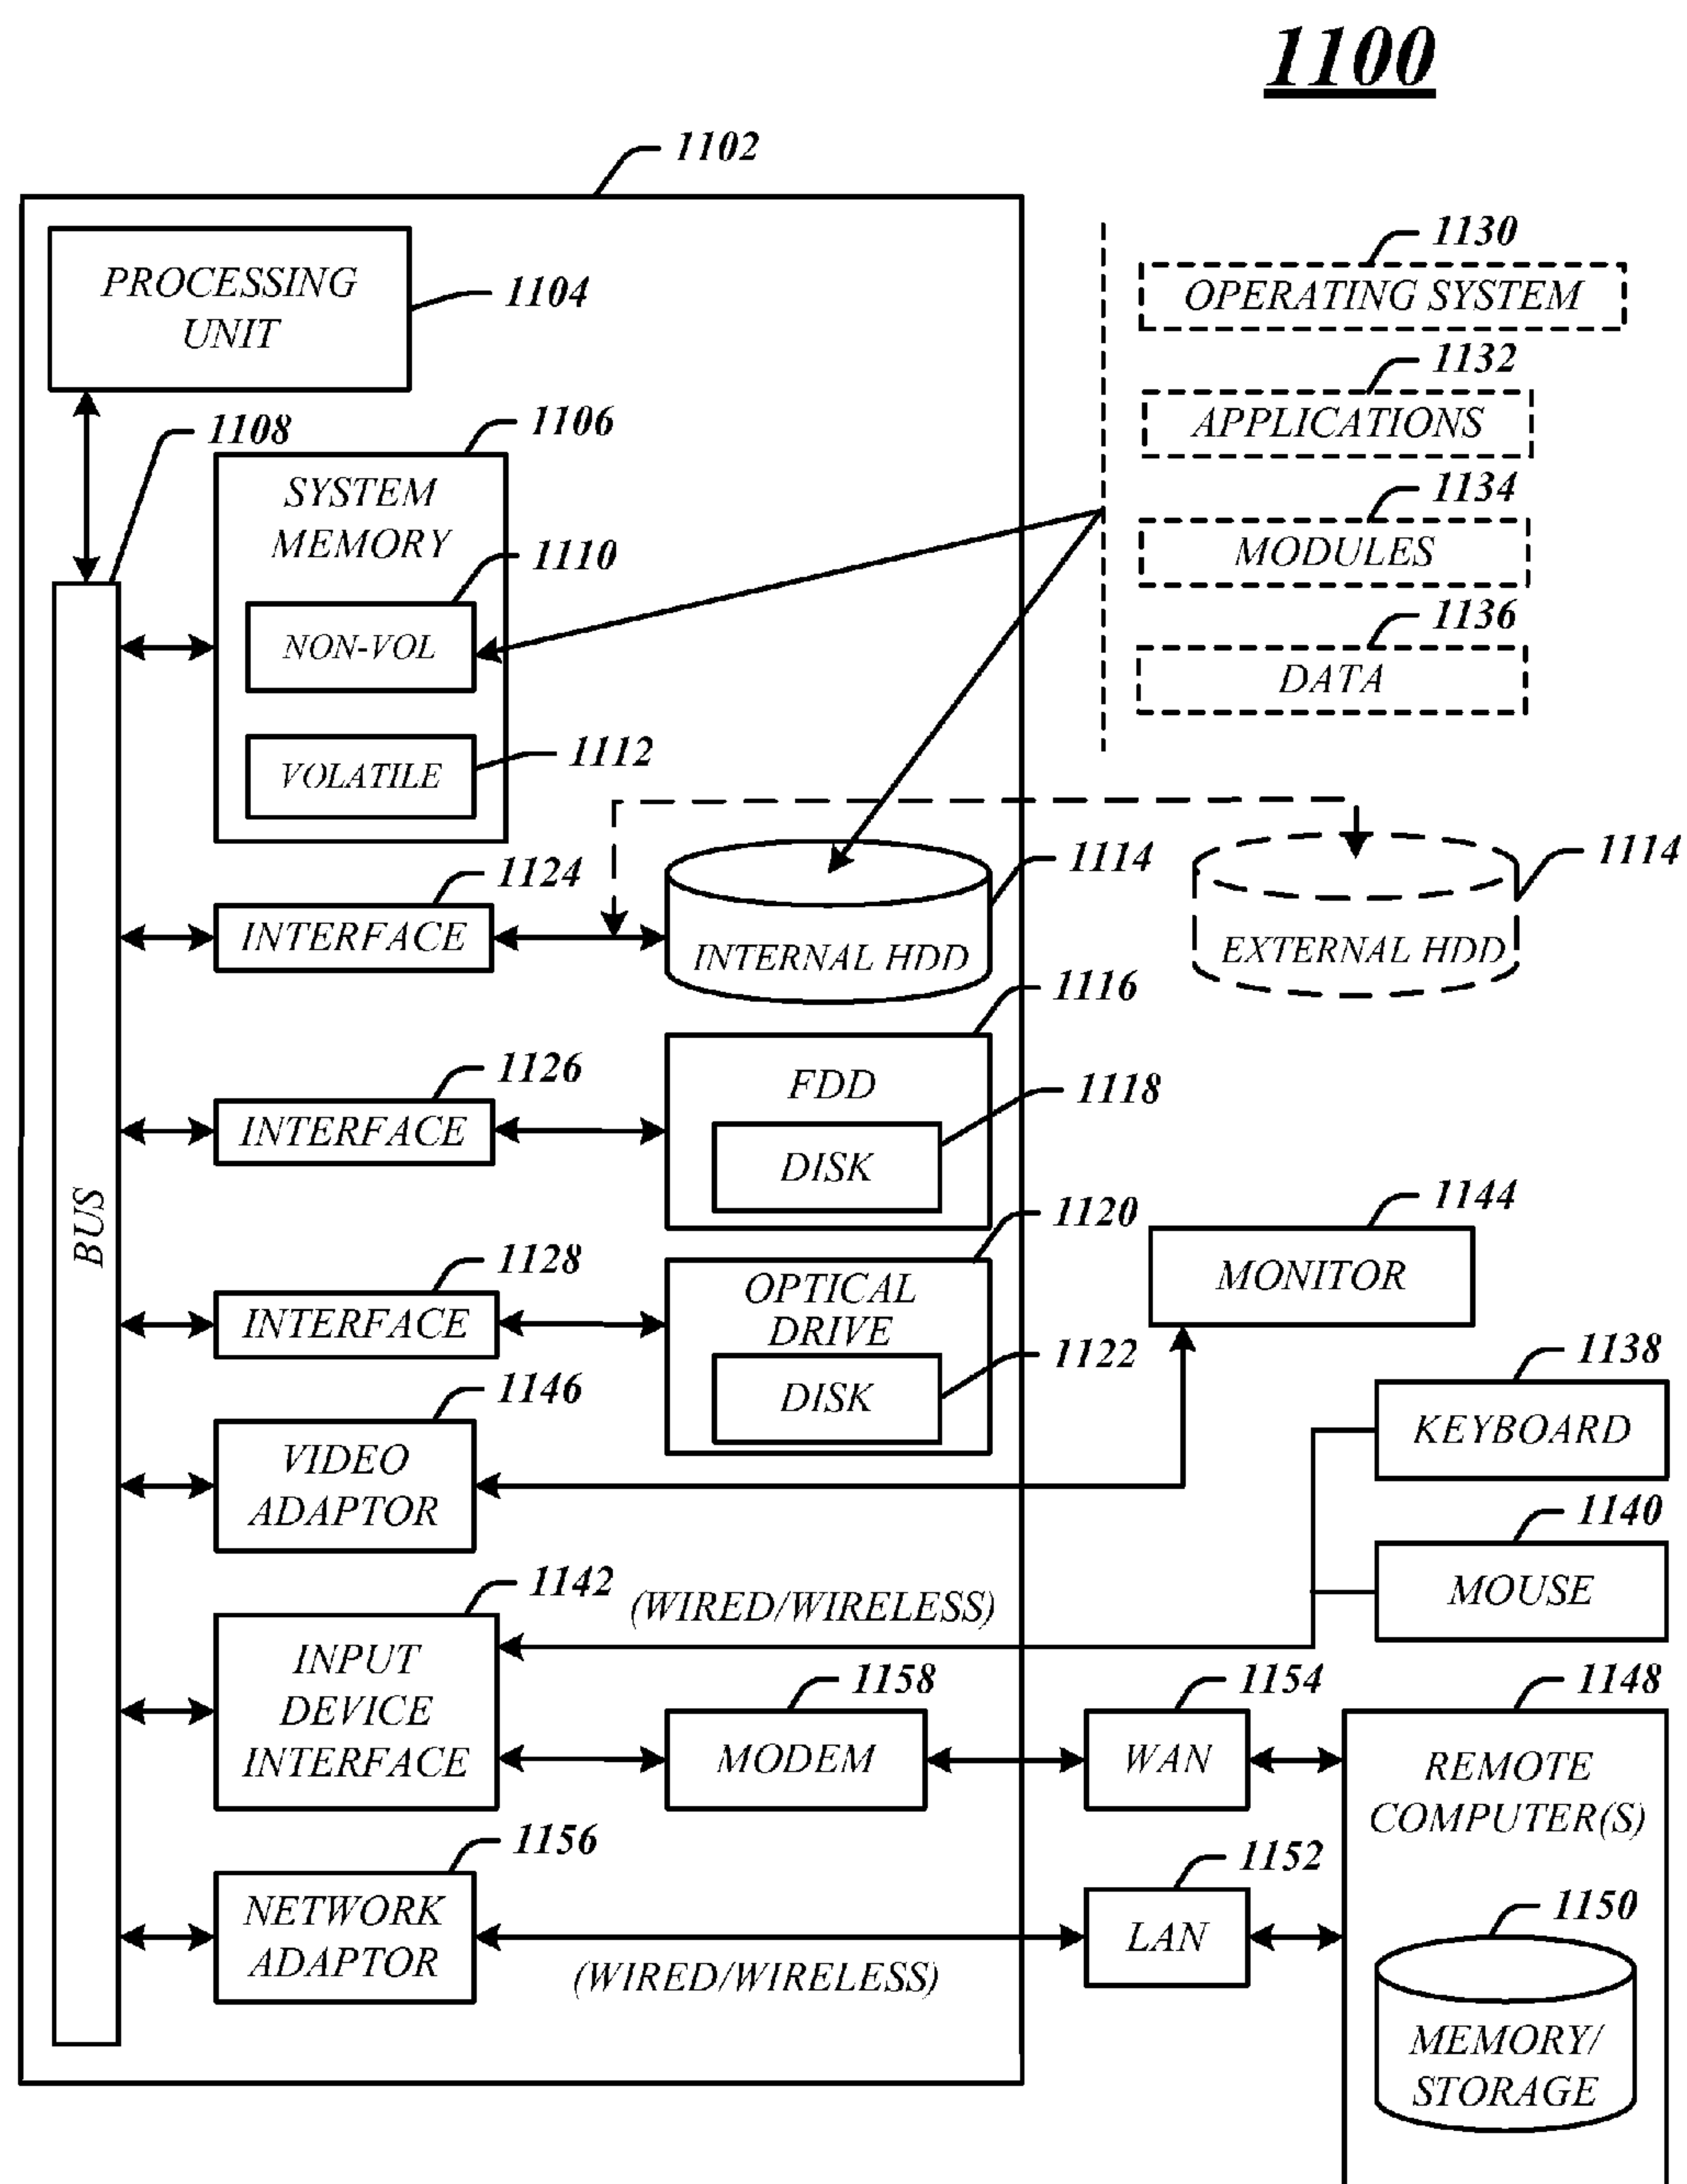 1100
1102
PROCESSING
UNIT
1104
1130
OPERATING SYSTEM
1132
APPLICATIONS
1134
MODULES
1136
DATA
1108
1106
SYSTEM
MEMORY
1110
NON-VOL
1112
VOLATILE
BUS
1124
INTERFACE
1114
INTERNAL HDD
1114
EXTERNAL HDD
1126
INTERFACE
1116
FDD
1118
DISK
1128
INTERFACE
1120
OPTICAL
DRIVE
1122
DISK
1144
MONITOR
1146
VIDEO
ADAPTOR
1138
KEYBOARD
1140
MOUSE
1142
INPUT
DEVICE
INTERFACE
(WIRED/WIRELESS)
1158
MODEM
1154
WAN
1148
REMOTE
COMPUTER(S)
1156
NETWORK
ADAPTOR
(WIRED/WIRELESS)
1152
LAN
1150
MEMORY/
STORAGE